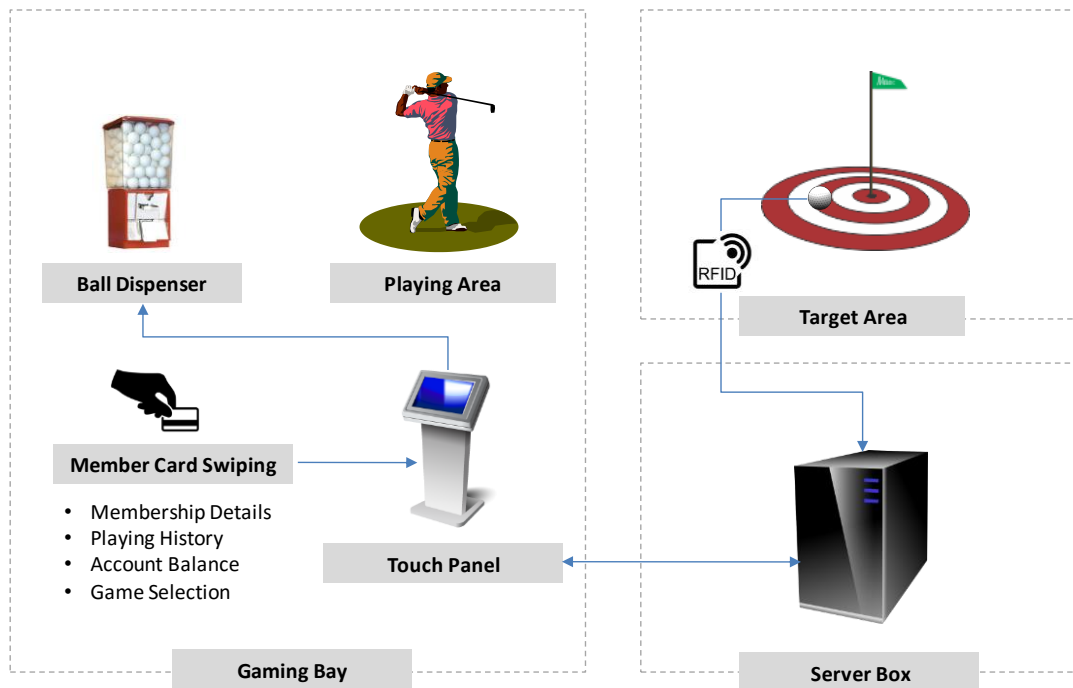 Ball Dispenser
Playing Area
RFID
Target Area
Member Card Swiping
• Membership Details
• Playing History
• Account Balance
• Game Selection
Touch Panel
Gaming Bay
Server Box